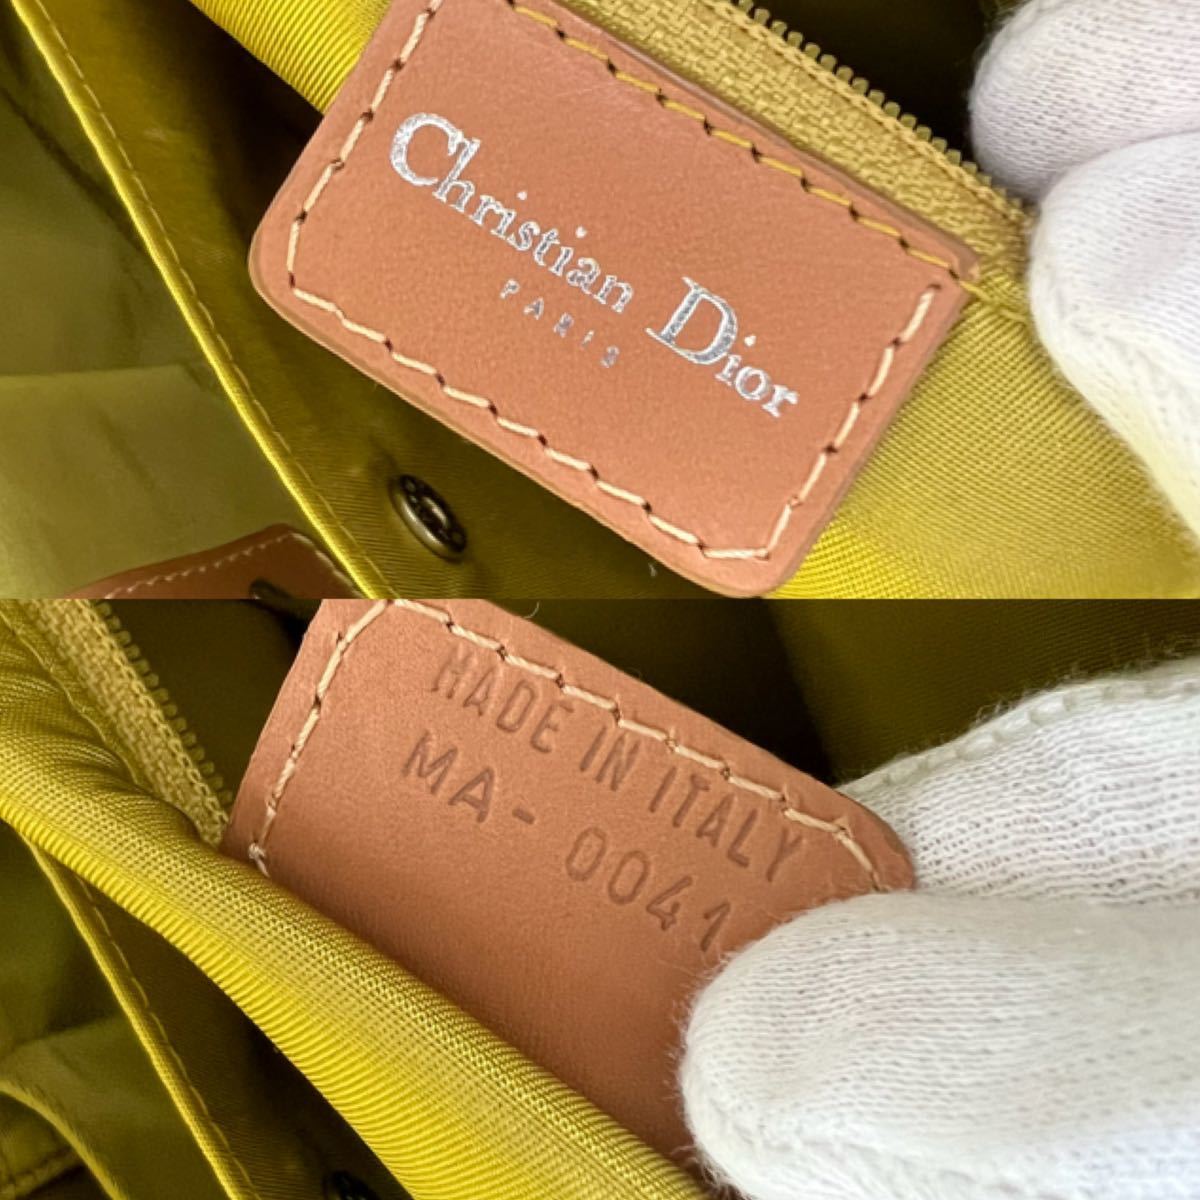 Christian Dior
PARIS
MADE IN ITALY
MA-0041